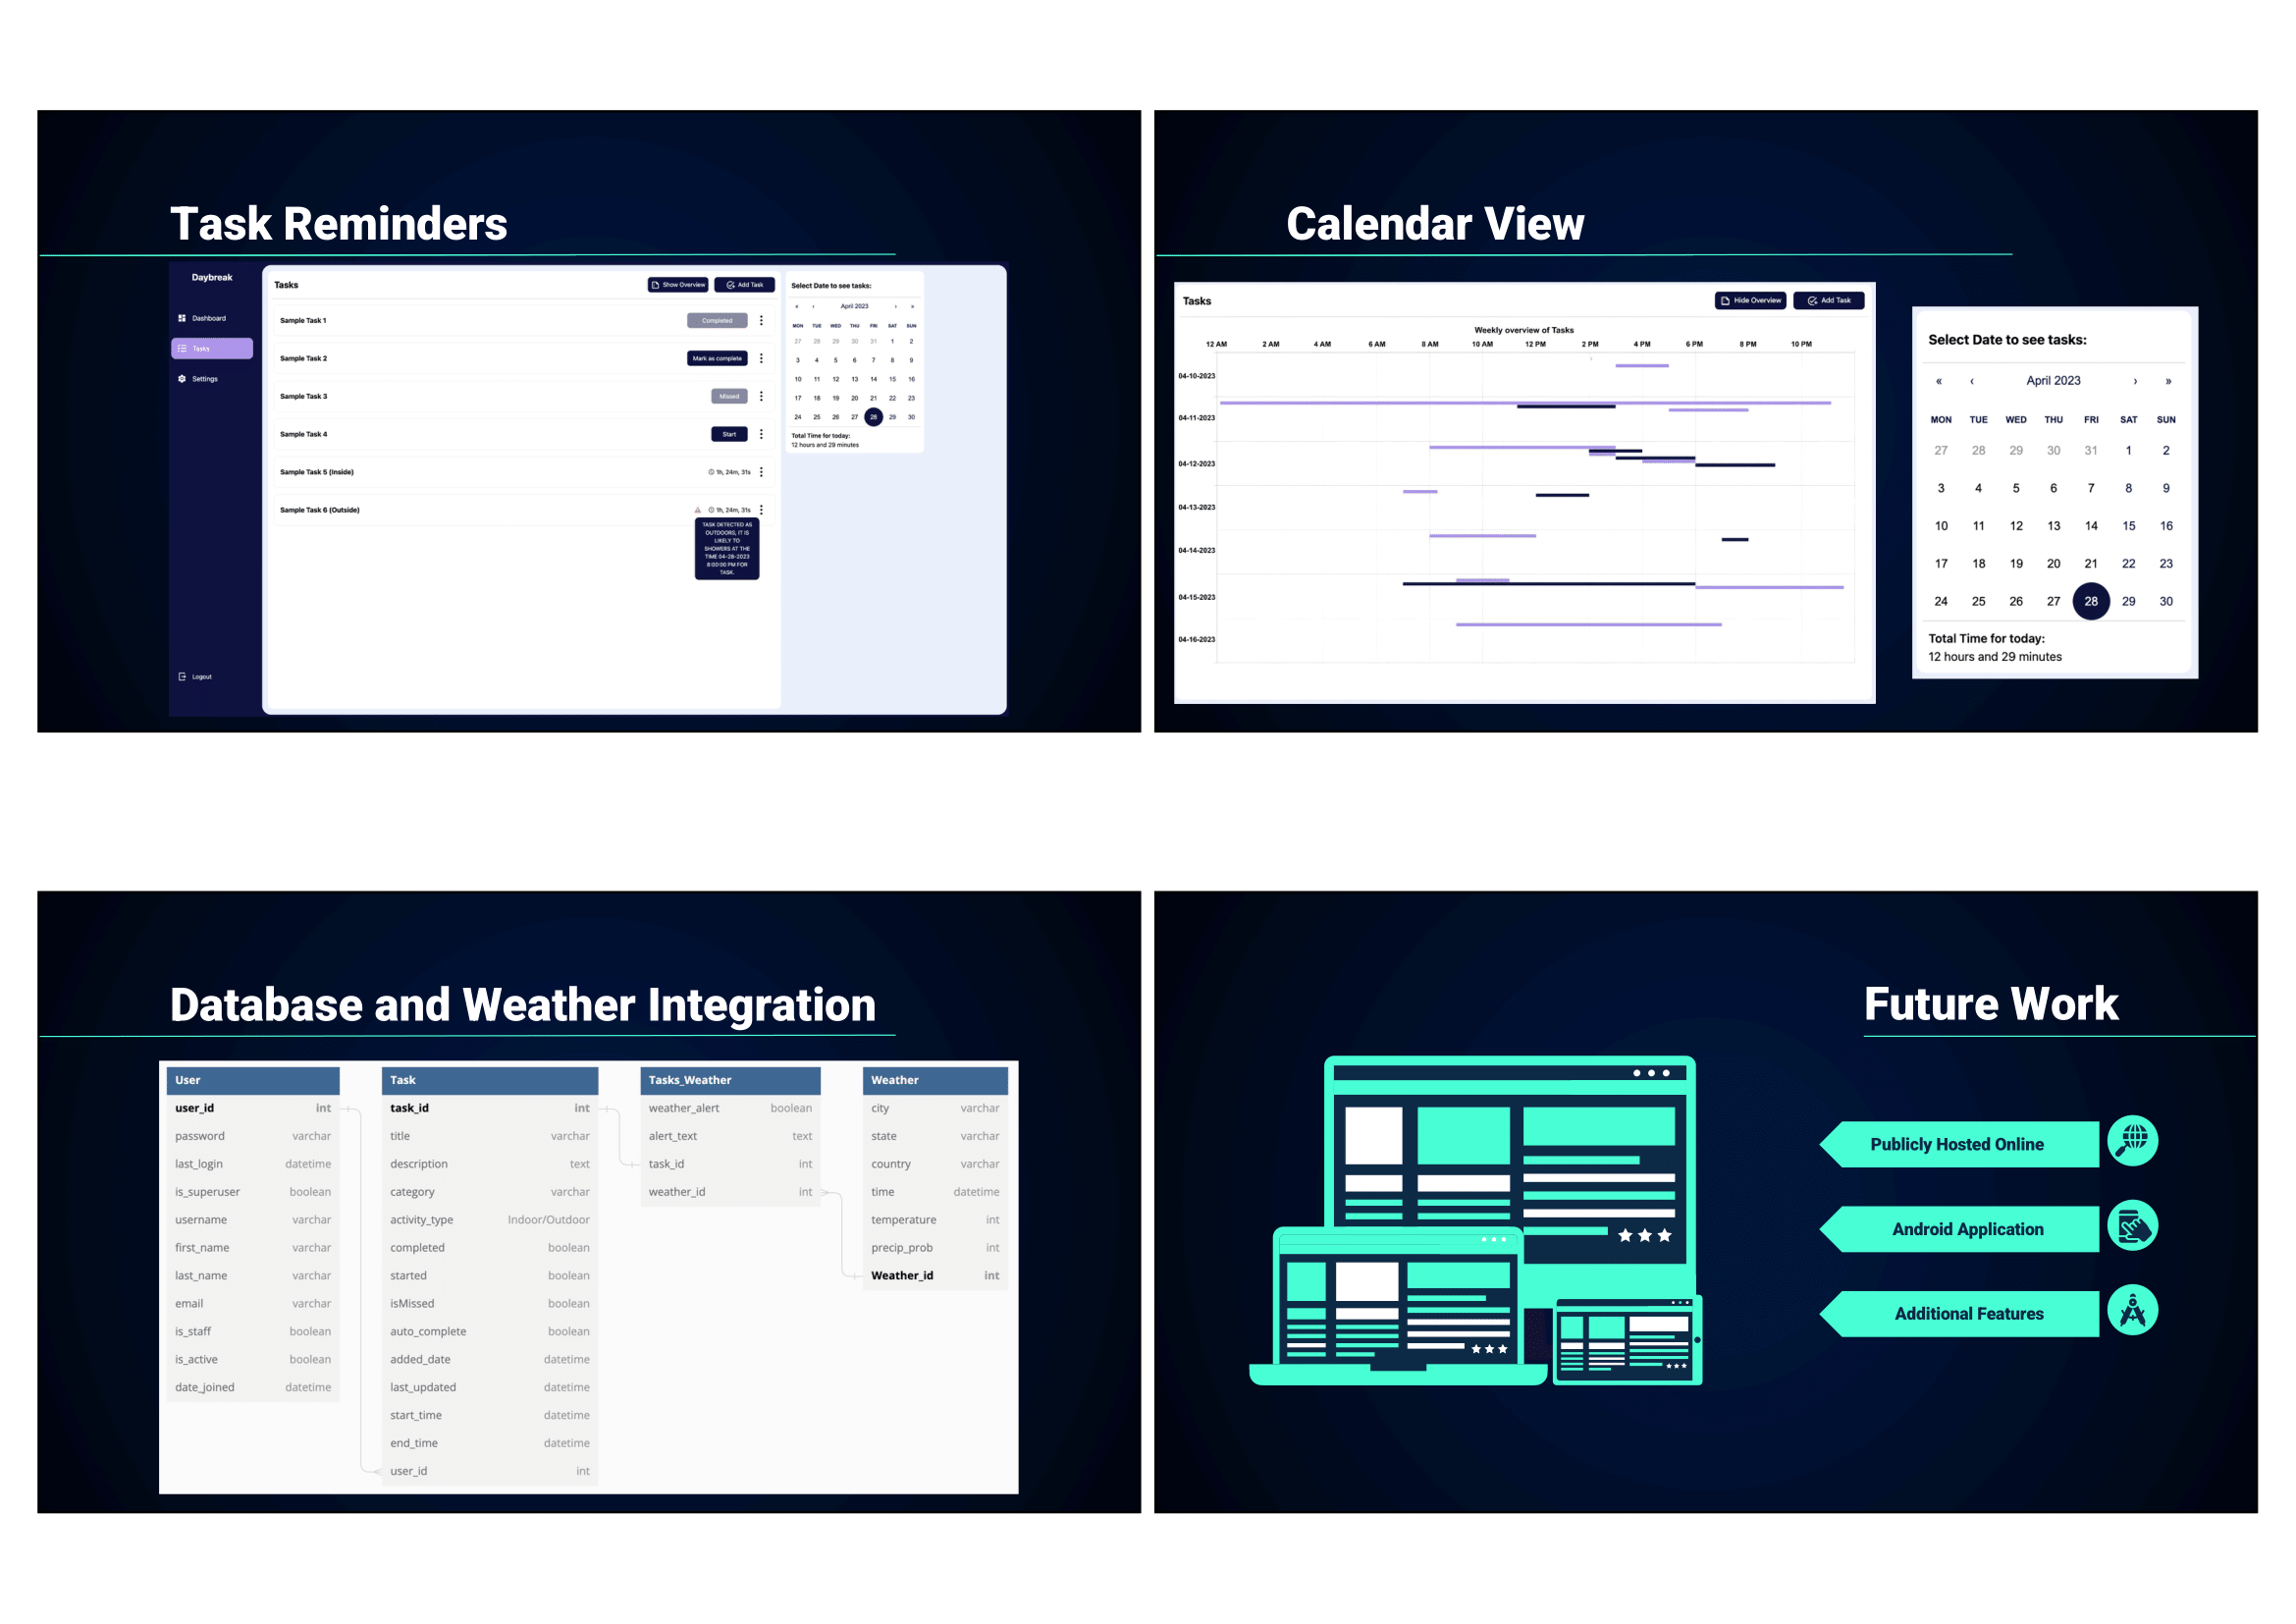 Task Reminders
Daybreak
Dashboard
Tasks
Settings
Logout
Tasks
Show Overview
Add Task
Sample Task 1
Completed
Sample Task 2
Mark as complete
Sample Task 3
Missed
Sample Task 4
Start
Sample Task 5 (Inside)
1h, 24m, 31s
Sample Task 6 (Outside)
1h, 24m, 31s
TASK DETECTED AS
OUTDOORS, IT IS
LIKELY TO
SHOWERS AT THE
TIME 04-28-2023
8:00:00 PM FOR
TASK.
Select Date to see tasks:
« ‹ April 2023 › »
MON TUE WED THU FRI SAT SUN
27 28 29 30 31 1 2
3 4 5 6 7 8 9
10 11 12 13 14 15 16
17 18 19 20 21 22 23
24 25 26 27 28 29 30
Total Time for today:
12 hours and 29 minutes
Calendar View
Tasks
Hide Overview
Add Task
Weekly overview of Tasks
12 AM 2 AM 4 AM 6 AM 8 AM 10 AM 12 PM 2 PM 4 PM 6 PM 8 PM 10 PM
04-10-2023
04-11-2023
04-12-2023
04-13-2023
04-14-2023
04-15-2023
04-16-2023
Select Date to see tasks:
« ‹ April 2023 › »
MON TUE WED THU FRI SAT SUN
27 28 29 30 31 1 2
3 4 5 6 7 8 9
10 11 12 13 14 15 16
17 18 19 20 21 22 23
24 25 26 27 28 29 30
Total Time for today:
12 hours and 29 minutes
Database and Weather Integration
User
user_id int
password varchar
last_login datetime
is_superuser boolean
username varchar
first_name varchar
last_name varchar
email varchar
is_staff boolean
is_active boolean
date_joined datetime
Task
task_id int
title varchar
description text
category varchar
activity_type Indoor/Outdoor
completed boolean
started boolean
isMissed boolean
auto_complete boolean
added_date datetime
last_updated datetime
start_time datetime
end_time datetime
user_id int
Tasks_Weather
weather_alert boolean
alert_text text
task_id int
weather_id int
Weather
city varchar
state varchar
country varchar
time datetime
temperature int
precip_prob int
Weather_id int
Future Work
Publicly Hosted Online
Android Application
Additional Features